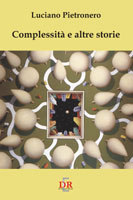 Luciano Pietronero
Complessità e altre storie
DR